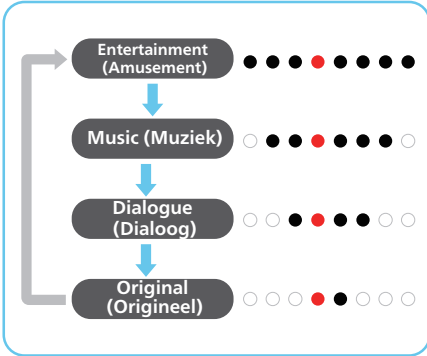 Entertainment
(Amusement)
Music (Muziek)
Dialogue
(Dialoog)
Original
(Origineel)